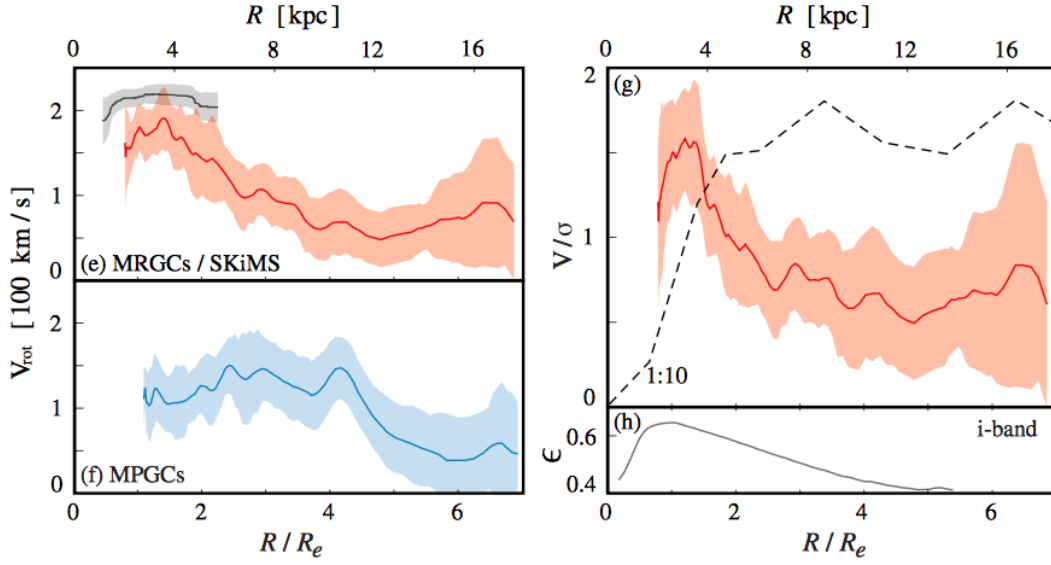 R [kpc]
R [kpc]
0 4 8 12 16
0 4 8 12 16
2
2
(g)
V_rot [100 km / s]
1
V/σ
1
0
(e) MRGCs / SKiMS
2
1
1:10
0
(h)
i-band
0.6
ϵ
(f) MPGCs
0
0.4
0 2 4 6
0 2 4 6
R / R_e
R / R_e